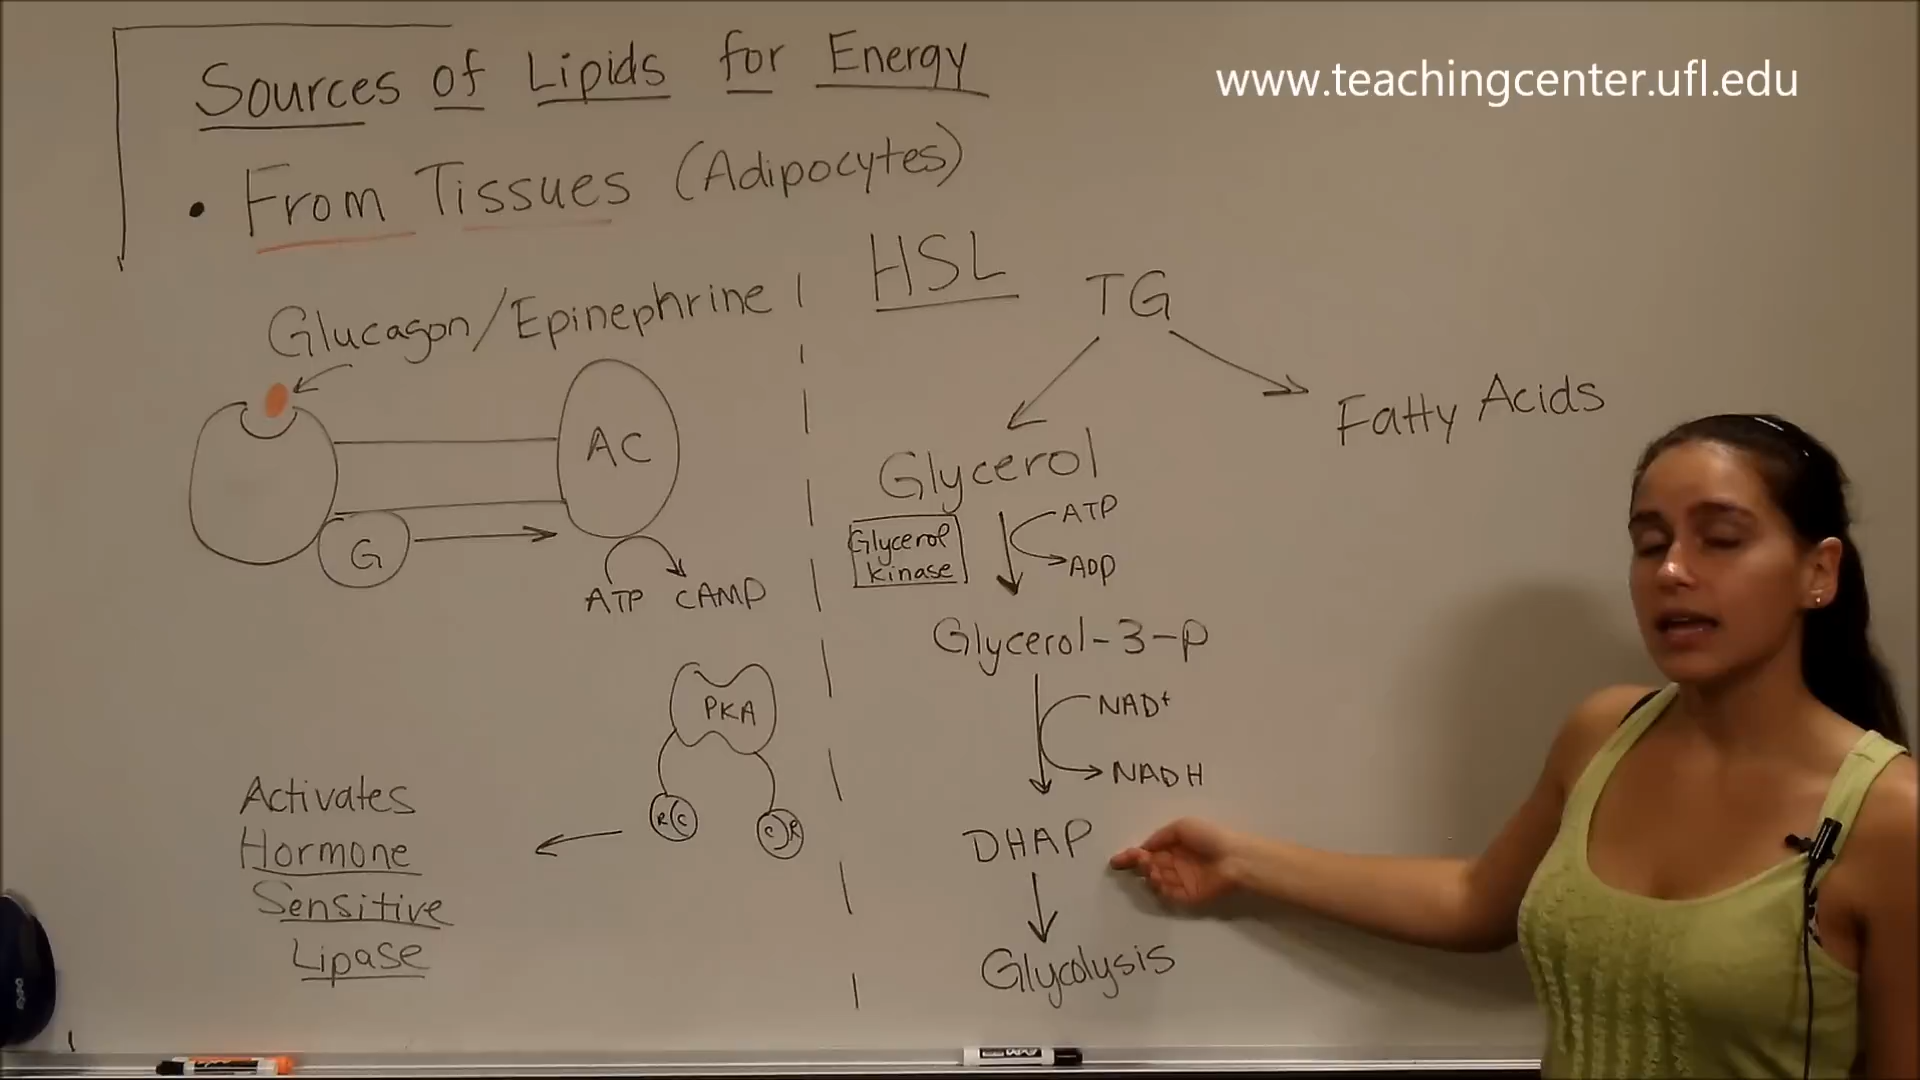 Sources of Lipids for Energy
www.teachingcenter.ufl.edu
• From Tissues (Adipocytes)
Glucagon/Epinephrine
AC
G
ATP cAMP
PKA
R C
C R
Activates
Hormone
Sensitive
Lipase
HSL
TG
Glycerol
Fatty Acids
Glycerol
kinase
ATP
ADP
Glycerol-3-P
NAD+
NADH
DHAP
Glycolysis
EXPO